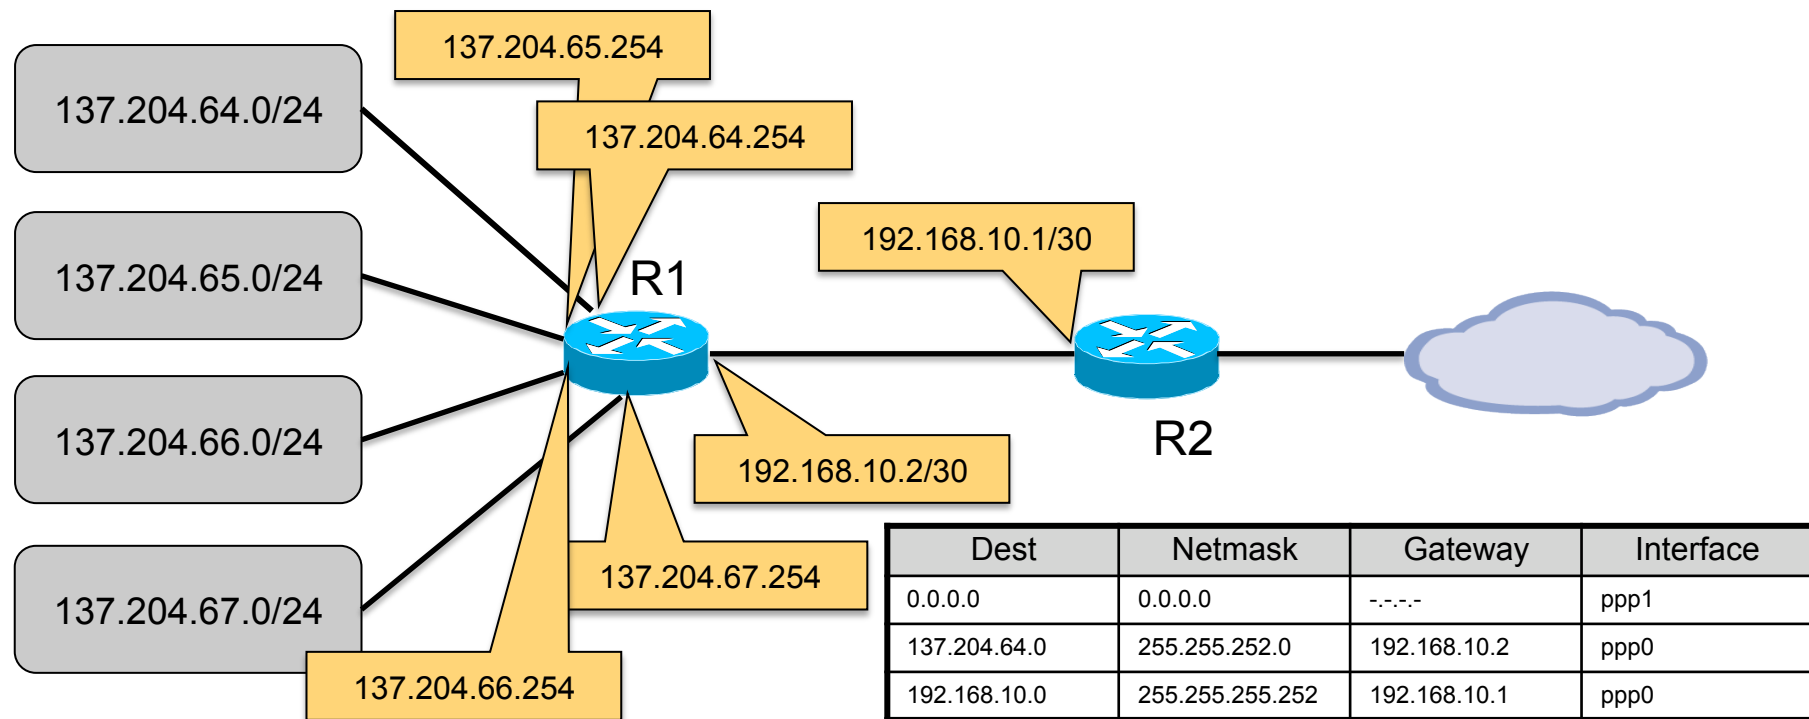 137.204.65.254
137.204.64.0/24
137.204.64.254
192.168.10.1/30
137.204.65.0/24
R1
137.204.66.0/24
R2
192.168.10.2/30
137.204.67.0/24
137.204.67.254
137.204.66.254
Dest Netmask Gateway Interface
0.0.0.0 0.0.0.0 -.-.-.- ppp1
137.204.64.0 255.255.252.0 192.168.10.2 ppp0
192.168.10.0 255.255.255.252 192.168.10.1 ppp0